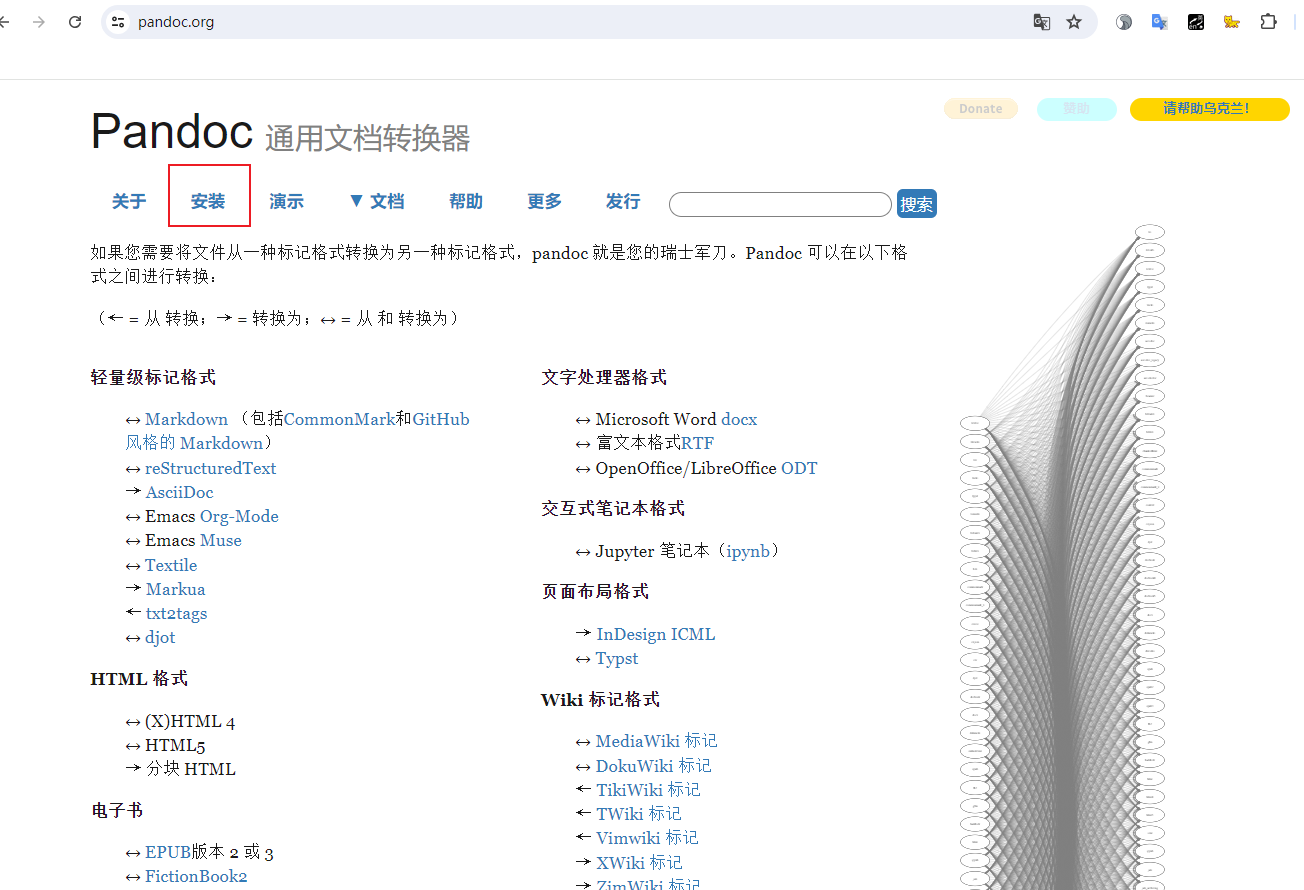 pandoc.org
Donate
赞助
请帮助乌克兰！
Pandoc 通用文档转换器
关于 安装 演示 ▼ 文档 帮助 更多 发行 搜索
如果您需要将文件从一种标记格式转换为另一种标记格式，pandoc 就是您的瑞士军刀。Pandoc 可以在以下格
式之间进行转换：
（← = 从 转换；→ = 转换为；↔ = 从 和 转换为）
轻量级标记格式
↔ Markdown （包括CommonMark和GitHub
风格的 Markdown）
↔ reStructuredText
→ AsciiDoc
↔ Emacs Org-Mode
↔ Emacs Muse
↔ Textile
→ Markua
← txt2tags
↔ djot
HTML 格式
↔ (X)HTML 4
↔ HTML5
→ 分块 HTML
电子书
↔ EPUB版本 2 或 3
↔ FictionBook2
文字处理器格式
↔ Microsoft Word docx
↔ 富文本格式RTF
↔ OpenOffice/LibreOffice ODT
交互式笔记本格式
↔ Jupyter 笔记本（ipynb）
页面布局格式
→ InDesign ICML
↔ Typst
Wiki 标记格式
↔ MediaWiki 标记
↔ DokuWiki 标记
← TikiWiki 标记
← TWiki 标记
← Vimwiki 标记
→ XWiki 标记
→ ZimWiki 标记